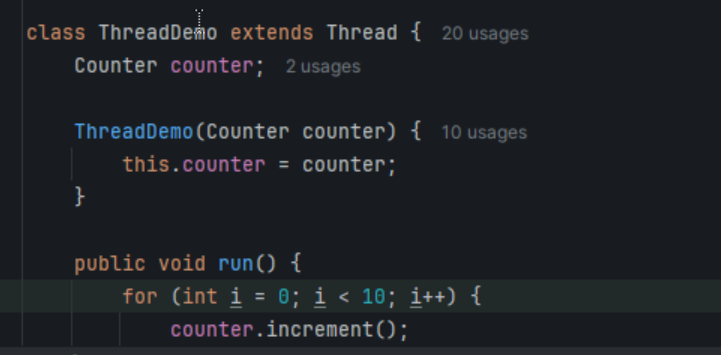 class ThreadDemo extends Thread { 20 usages
Counter counter; 2 usages
ThreadDemo(Counter counter) { 10 usages
this.counter = counter;
}
public void run() {
for (int i = 0; i < 10; i++) {
counter.increment();